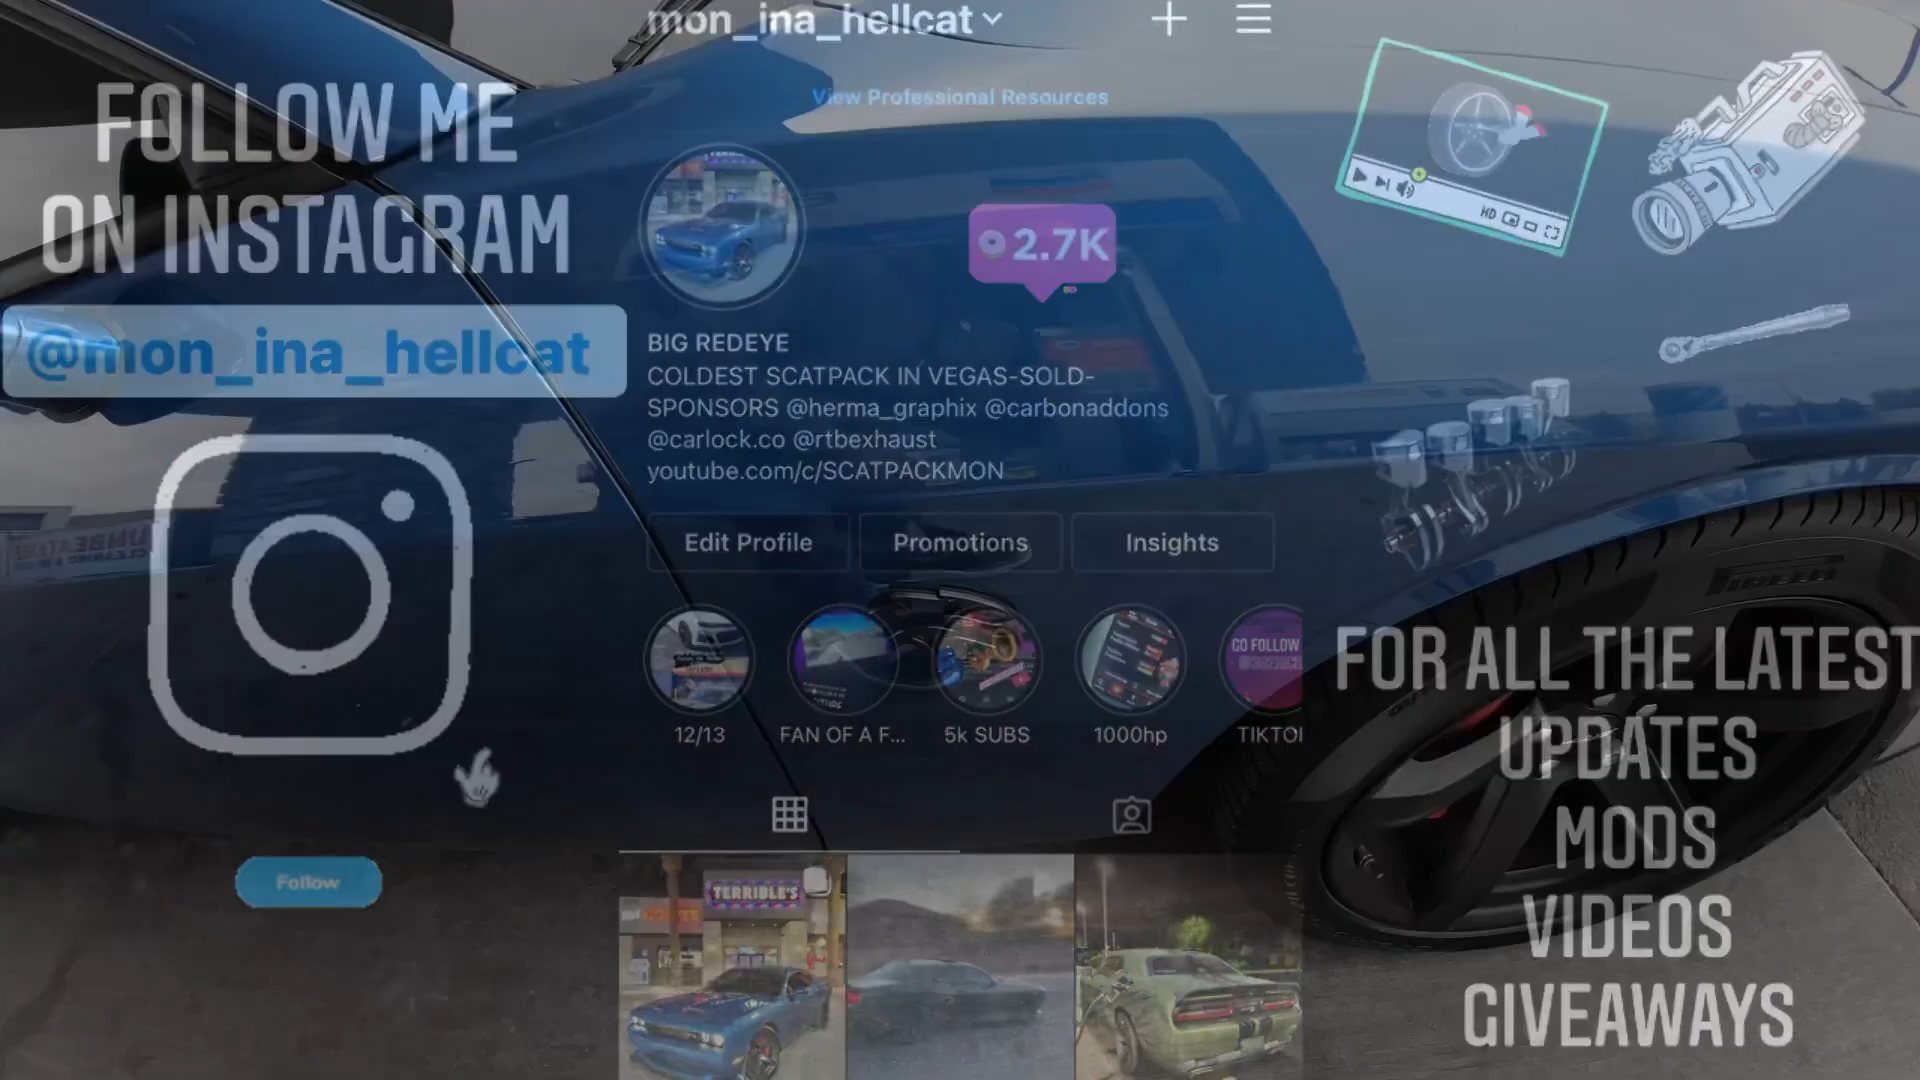 FOLLOW ME
ON INSTAGRAM
@mon_ina_hellcat
Follow
mon_ina_hellcat
View Professional Resources
2.7K
BIG REDEYE
COLDEST SCATPACK IN VEGAS-SOLD-
SPONSORS @herma_graphix @carbonaddons
@carlock.co @rtbexhaust
youtube.com/c/SCATPACKMON
Edit Profile
Promotions
Insights
GO FOLLOW
12/13
FAN OF A F...
5k SUBS
1000hp
TIKTO
TERRIBLE'S
HD
PIRELLI
FOR ALL THE LATEST
UPDATES
MODS
VIDEOS
GIVEAWAYS